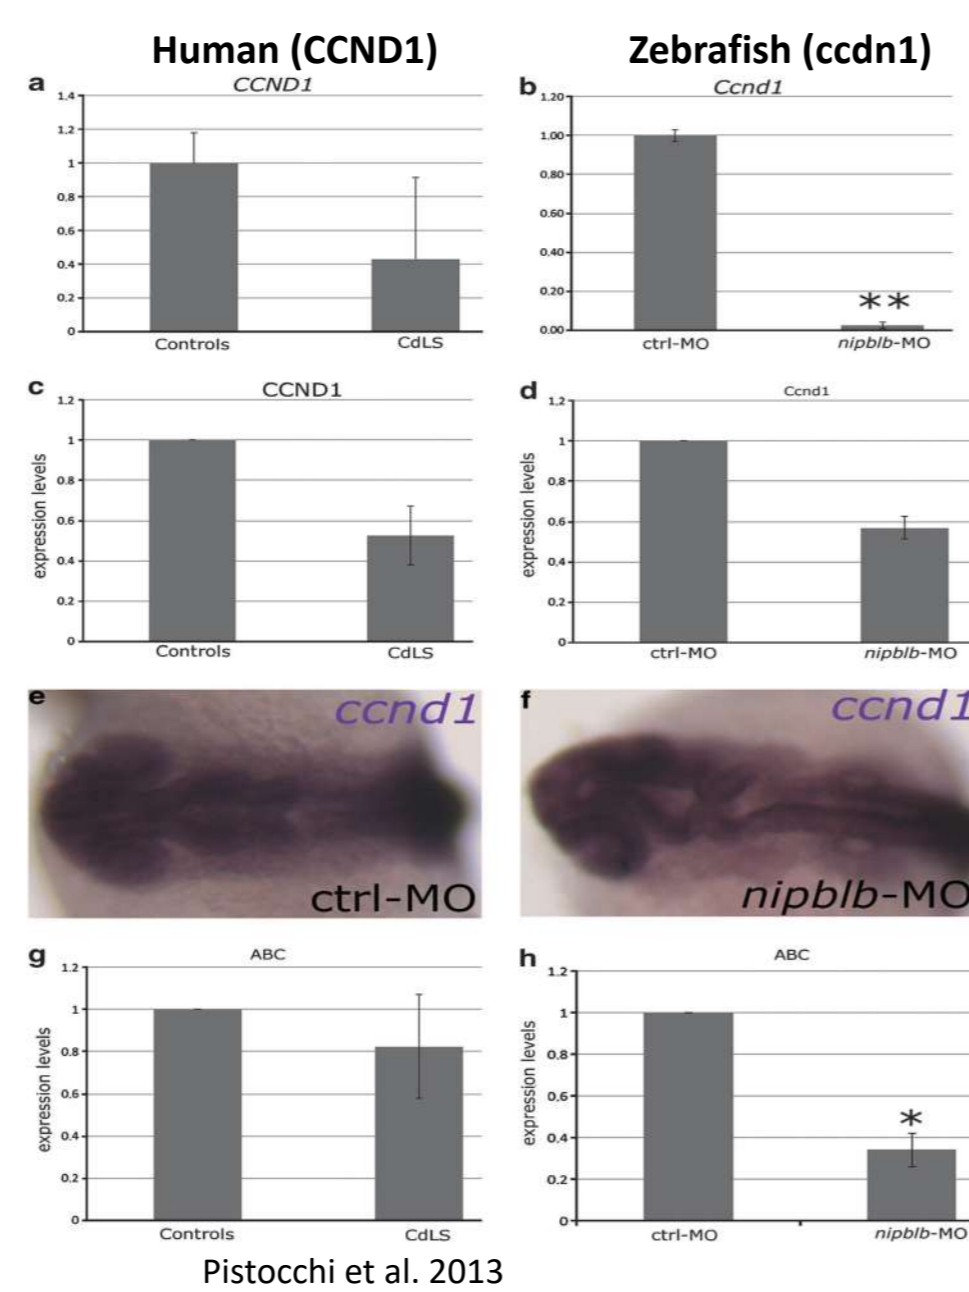 Human (CCND1)
Zebrafish (ccdn1)
a
CCND1
1.4
1.2
1
0.8
0.6
0.4
0.2
0
Controls
CdLS
b
Ccnd1
1.20
1.00
0.80
0.60
0.40
0.20
0.00
**
ctrl-MO
nipblb-MO
c
CCND1
expression levels
1.2
1
0.8
0.6
0.4
0.2
0
Controls
CdLS
d
Ccnd1
expression levels
1.2
1
0.8
0.6
0.4
0.2
0
ctrl-MO
nipblb-MO
e
ccnd1
ctrl-MO
f
ccnd1
nipblb-MO
g
ABC
expression levels
1.2
1
0.8
0.6
0.4
0.2
0
Controls
CdLS
h
ABC
expression levels
1.2
1
0.8
0.6
0.4
0.2
0
*
ctrl-MO
nipblb-MO
Pistocchi et al. 2013